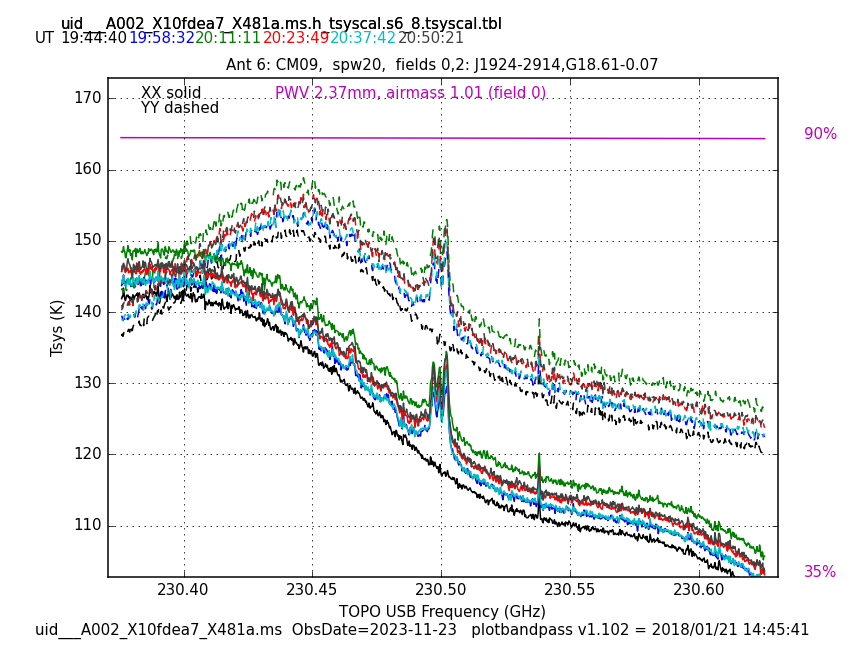 uid___A002_X10fdea7_X481a.ms.h_tsyscal.s6_8.tsyscal.tbl
UT 19:44:40 19:58:32 20:11:11 20:23:49 20:37:42 20:50:21
Ant 6: CM09, spw20, fields 0,2: J1924-2914,G18.61-0.07
XX solid
YY dashed
PWV 2.37mm, airmass 1.01 (field 0)
90%
35%
170
160
150
140
130
120
110
Tsys (K)
230.40 230.45 230.50 230.55 230.60
TOPO USB Frequency (GHz)
uid___A002_X10fdea7_X481a.ms ObsDate=2023-11-23 plotbandpass v1.102 = 2018/01/21 14:45:41